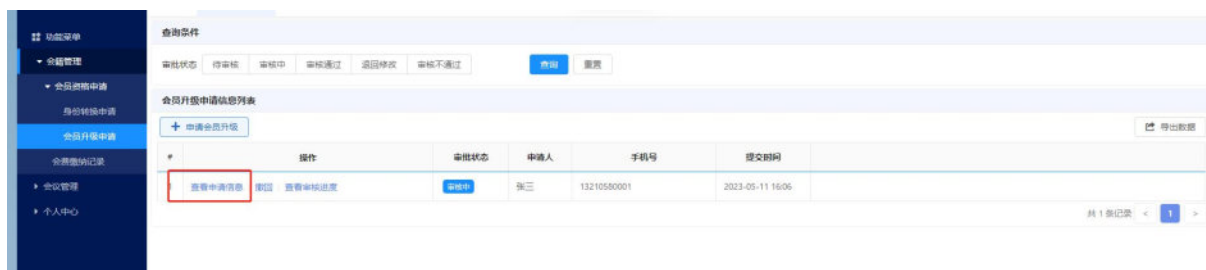 功能菜单
会籍管理
会员资格申请
身份转换申请
会员升级申请
会费缴纳记录
会议管理
个人中心
查询条件
审批状态 待审核 审核中 审核通过 退回修改 审核不通过 查询 重置
会员升级申请信息列表
+ 申请会员升级 导出数据
# 操作 审批状态 申请人 手机号 提交时间
1 查看申请信息 撤回 查看审核进度 审核中 张三 13210580001 2023-05-11 16:06
共 1 条记录 < 1 >